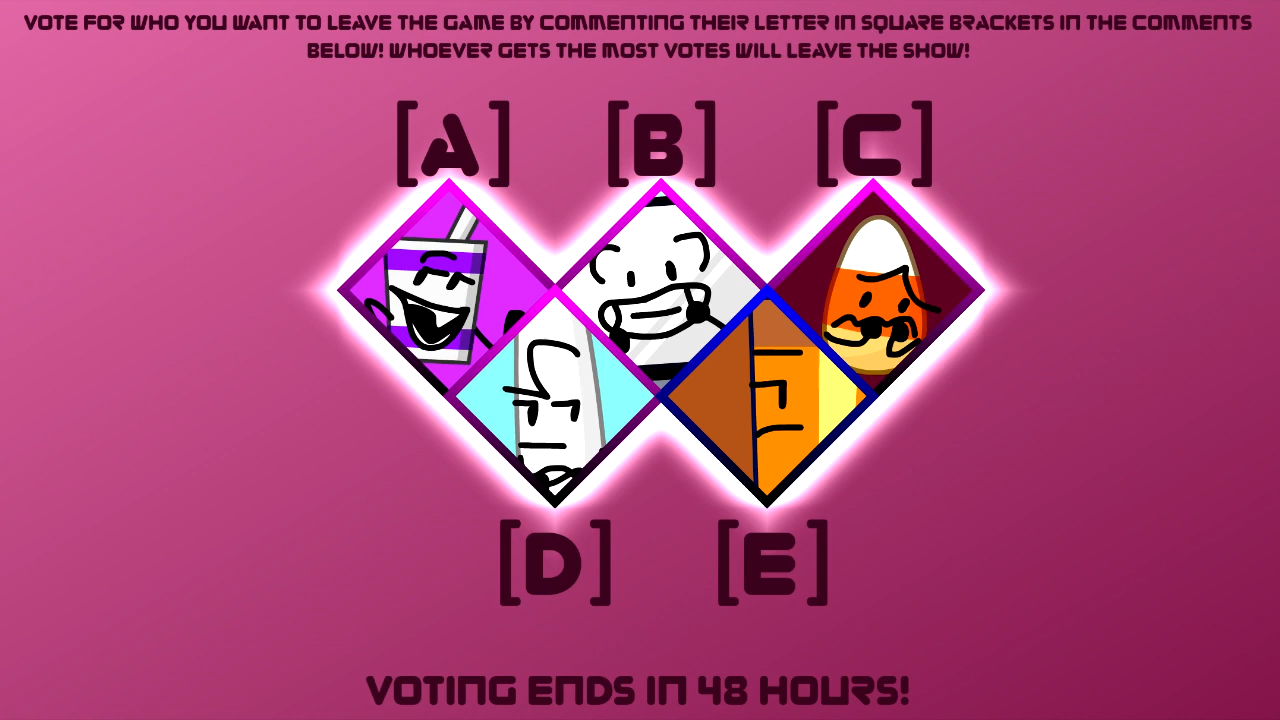 VOTE FOR WHO YOU WANT TO LEAVE THE GAME BY COMMENTING THEIR LETTER IN SQUARE BRACKETS IN THE COMMENTS
BELOW! WHOEVER GETS THE MOST VOTES WILL LEAVE THE SHOW!
[A] [B] [C]
[D] [E]
VOTING ENDS IN 48 HOURS!